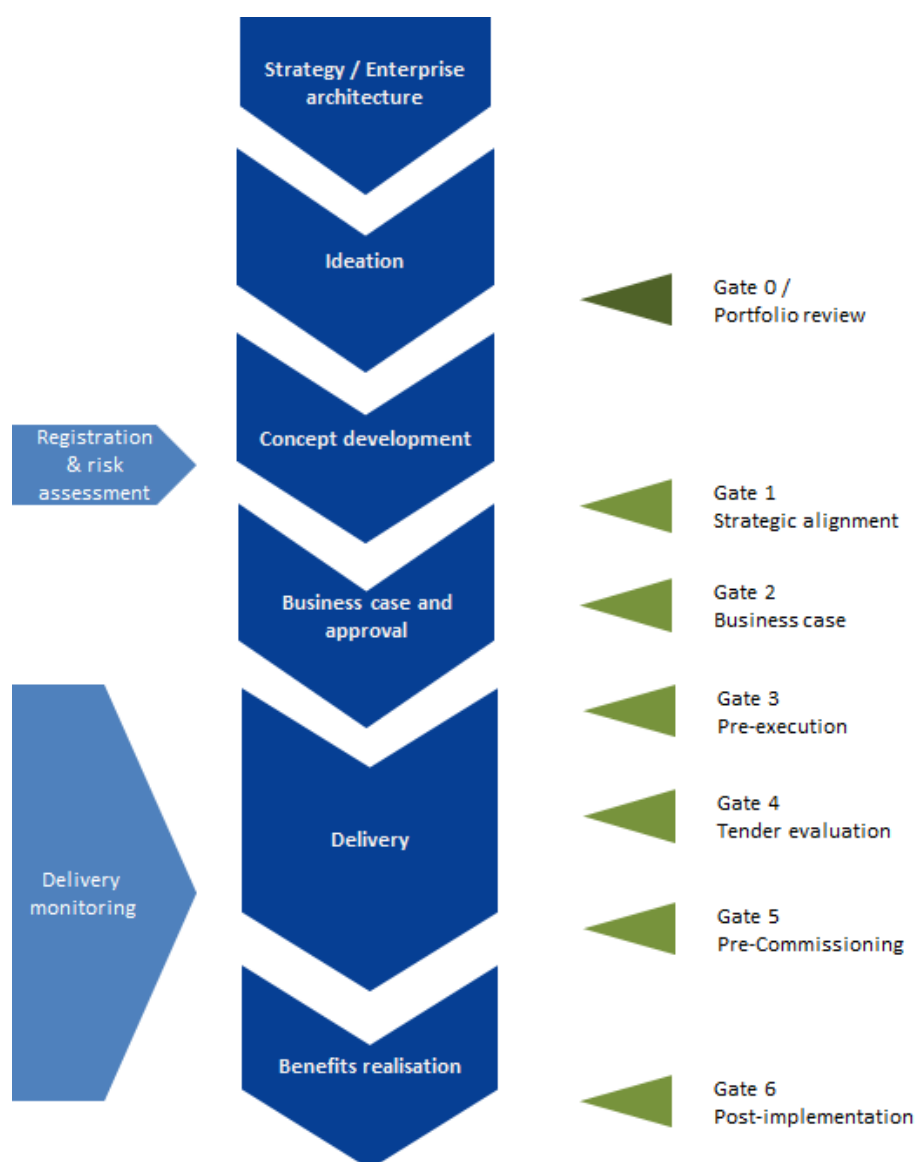 Strategy / Enterprise
architecture
Ideation
Gate 0 /
Portfolio review
Registration
& risk
assessment
Concept development
Gate 1
Strategic alignment
Business case and
approval
Gate 2
Business case
Gate 3
Pre-execution
Delivery
Gate 4
Tender evaluation
Delivery
monitoring
Gate 5
Pre-Commissioning
Benefits realisation
Gate 6
Post-implementation